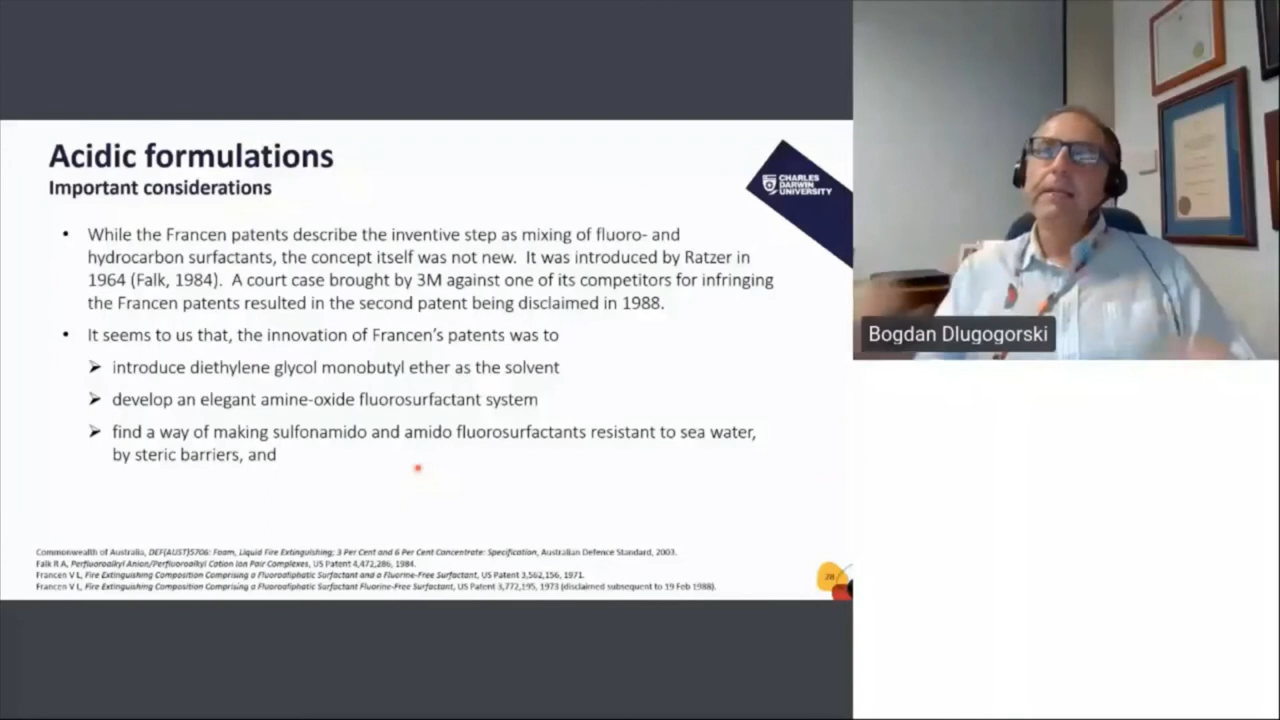 Acidic formulations
Important considerations
CHARLES
DARWIN
UNIVERSITY
• While the Francen patents describe the inventive step as mixing of fluoro- and
hydrocarbon surfactants, the concept itself was not new. It was introduced by Ratzer in
1964 (Falk, 1984). A court case brought by 3M against one of its competitors for infringing
the Francen patents resulted in the second patent being disclaimed in 1988.
• It seems to us that, the innovation of Francen’s patents was to
➢ introduce diethylene glycol monobutyl ether as the solvent
➢ develop an elegant amine-oxide fluorosurfactant system
➢ find a way of making sulfonamido and amido fluorosurfactants resistant to sea water,
by steric barriers, and
Commonwealth of Australia, DEF(AUST)5706: Foam, Liquid Fire Extinguishing; 3 Per Cent and 6 Per Cent Concentrate: Specification, Australian Defence Standard, 2003.
Falk R A, Perfluoroalkyl Anion/Perfluoroalkyl Cation Ion Pair Complexes, US Patent 4,472,286, 1984.
Francen V L, Fire Extinguishing Composition Comprising a Fluoroaliphatic Surfactant and a Fluorine-Free Surfactant, US Patent 3,562,156, 1971.
Francen V L, Fire Extinguishing Composition Comprising a Fluoroaliphatic Surfactant Fluorine-Free Surfactant, US Patent 3,772,195, 1973 (disclaimed subsequent to 19 Feb 1988).
28
Bogdan Dlugogorski